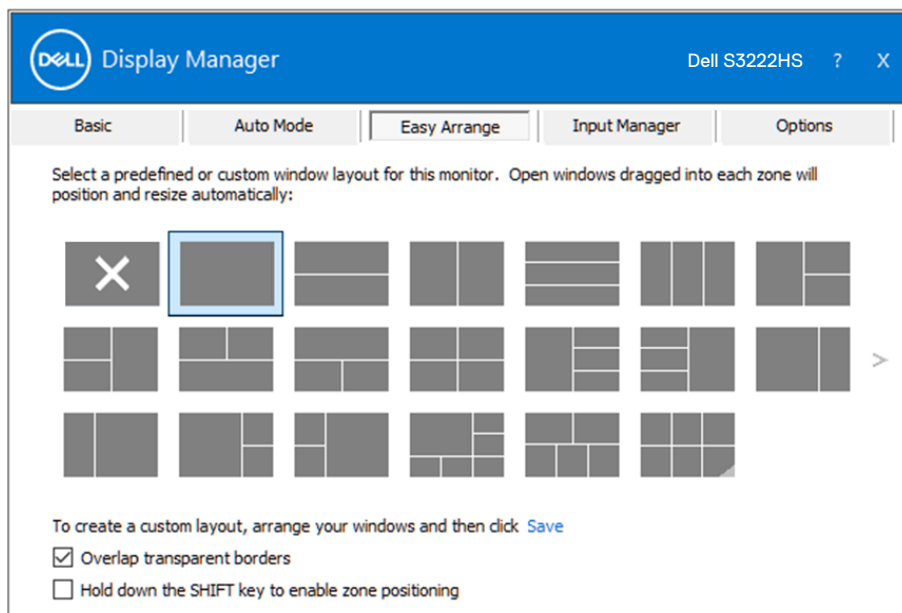 DELL Display Manager Dell S3222HS ? X
Basic Auto Mode Easy Arrange Input Manager Options
Select a predefined or custom window layout for this monitor. Open windows dragged into each zone will
position and resize automatically:
>
To create a custom layout, arrange your windows and then click Save
Overlap transparent borders
Hold down the SHIFT key to enable zone positioning